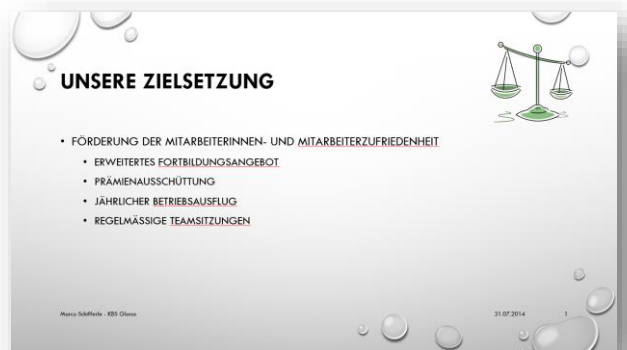 UNSERE ZIELSETZUNG
• FÖRDERUNG DER MITARBEITERINNEN- UND MITARBEITERZUFRIEDENHEIT
• ERWEITERTES FORTBILDUNGSANGEBOT
• PRÄMIENAUSSCHÜTTUNG
• JÄHRLICHER BETRIEBSAUSFLUG
• REGELMÄSSIGE TEAMSITZUNGEN
Marco Schifferle - KBS Glarus 31.07.2014 1